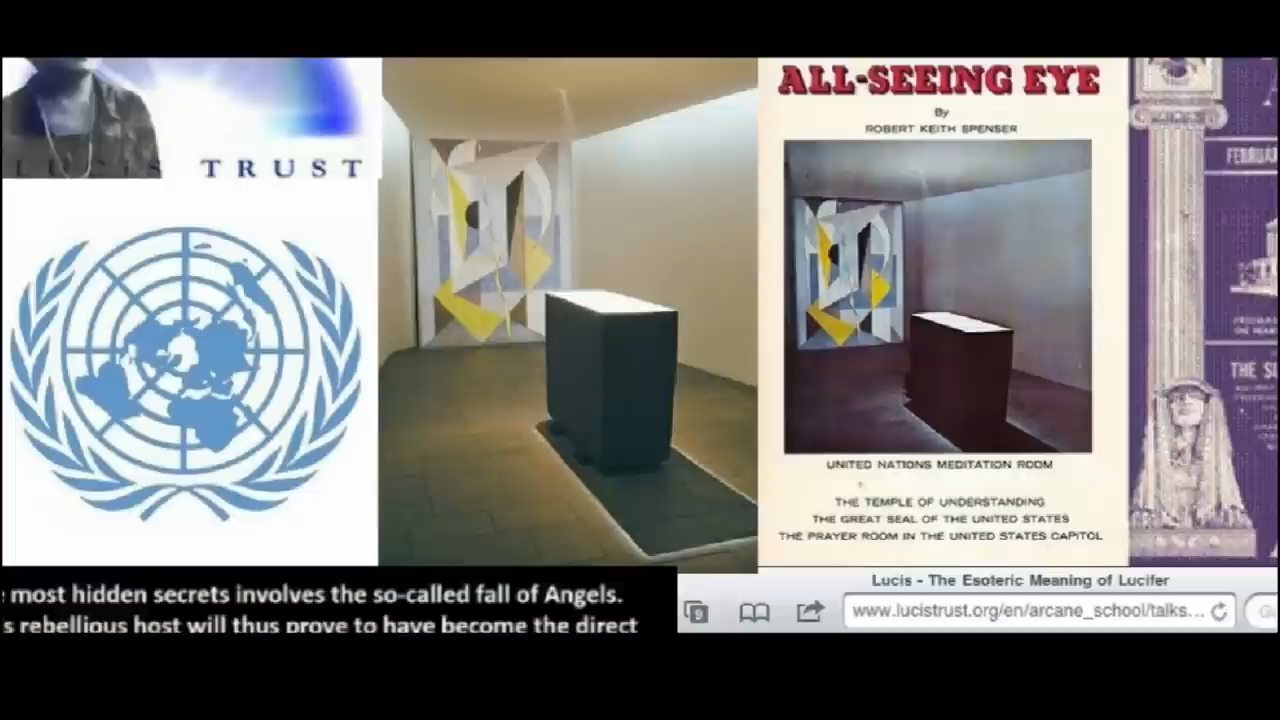 LUCIS TRUST
ALL-SEEING EYE
By
ROBERT KEITH SPENSER
UNITED NATIONS MEDITATION ROOM
THE TEMPLE OF UNDERSTANDING
THE GREAT SEAL OF THE UNITED STATES
THE PRAYER ROOM IN THE UNITED STATES CAPITOL
THE
most hidden secrets involves the so-called fall of Angels.
s rebellious host will thus prove to have become the direct
Lucis - The Esoteric Meaning of Lucifer
9
www.lucistrust.org/en/arcane_school/talks...